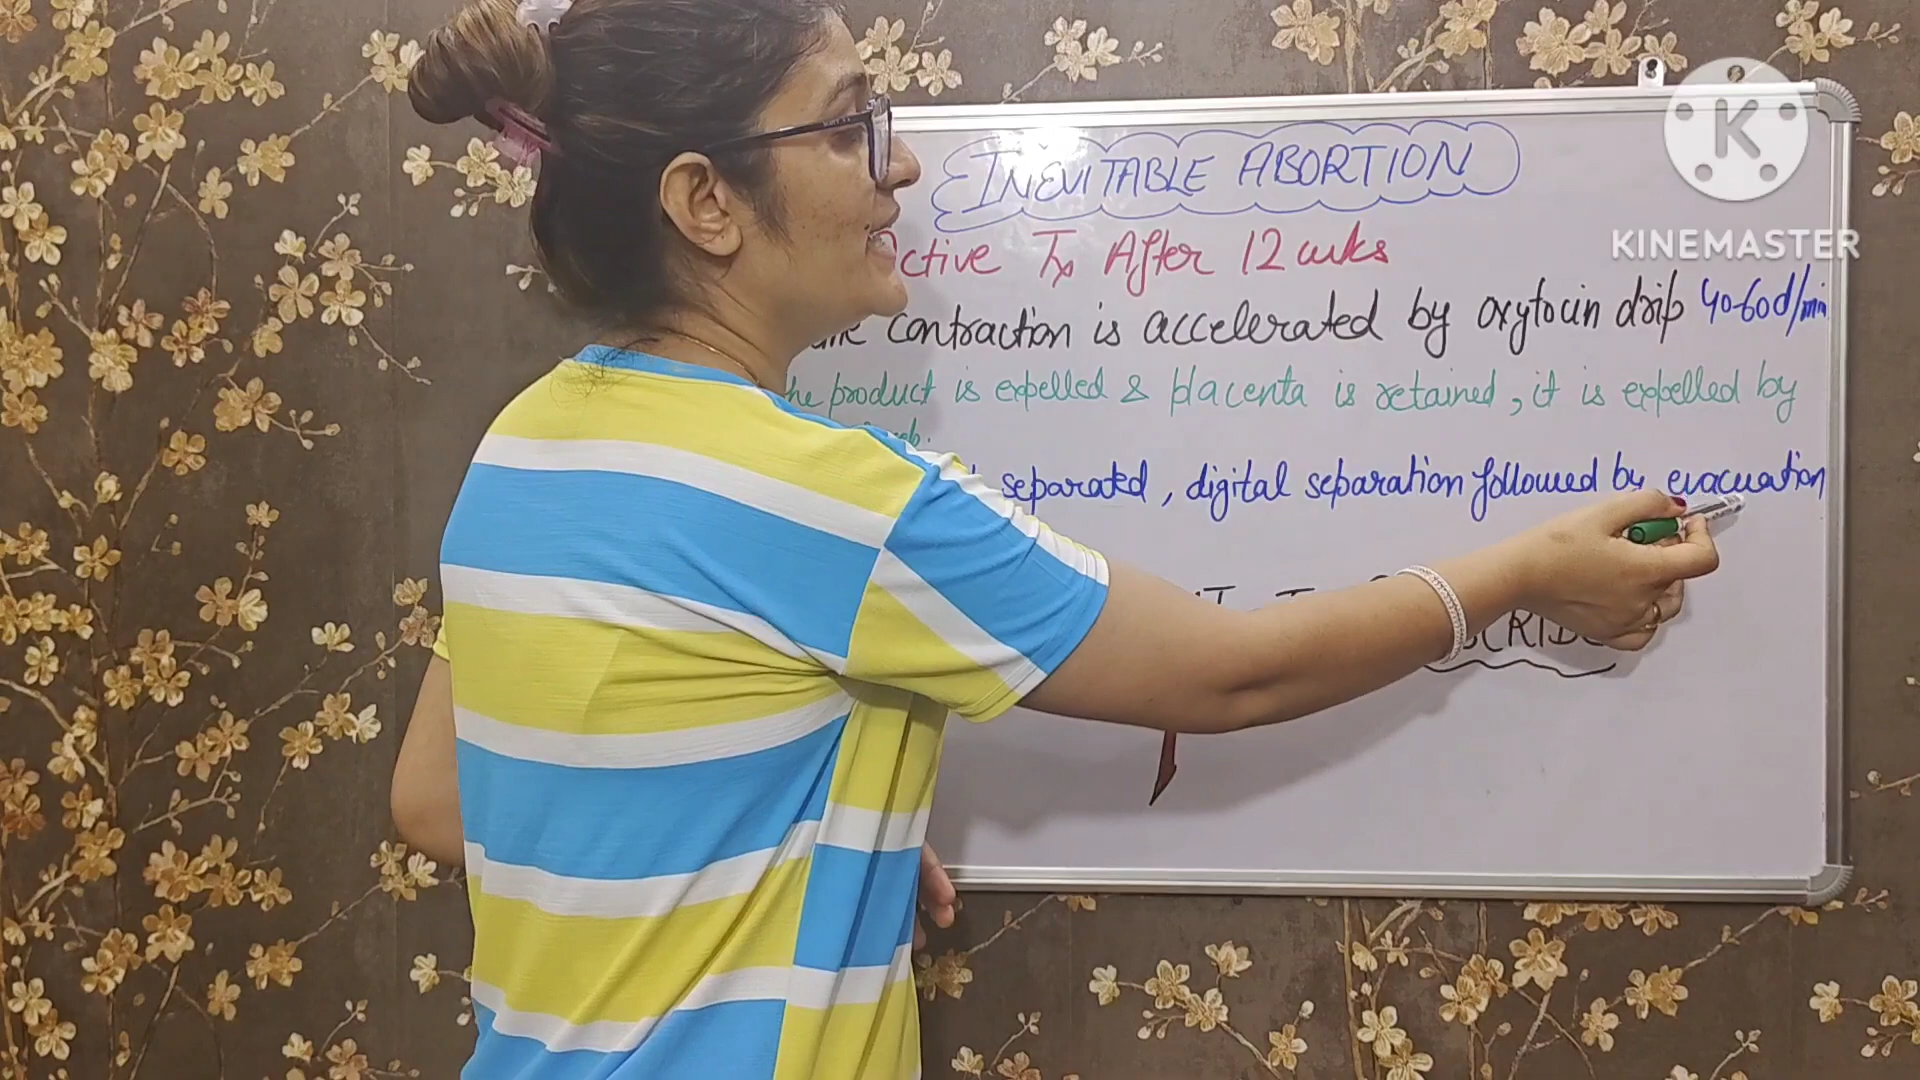 INEVITABLE ABORTION
Active Tx After 12 wks
contraction is accelerated by oxytocin drip 40-60d/min
the product is expelled & placenta is retained, it is expelled by
separated, digital separation followed by evacuation
K
KINEMASTER